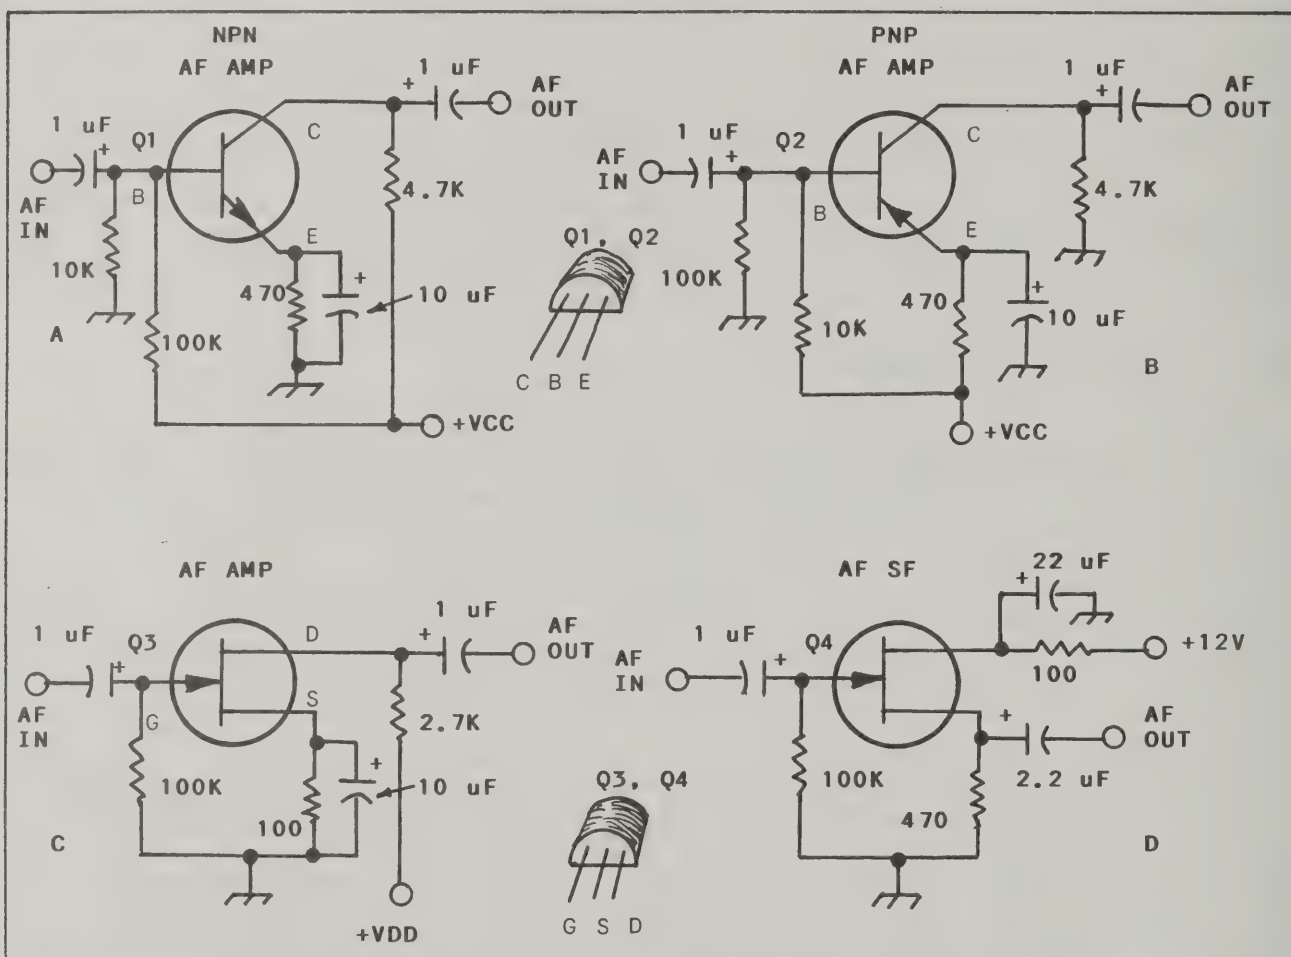 NPN
AF AMP
1 uF
+
AF
OUT
1 uF
+
Q1
C
AF
IN
B
4.7K
E
10K
470
+
10 uF
100K
A
+VCC
Q1, Q2
C B E
PNP
AF AMP
1 uF
+
AF
OUT
1 uF
+
Q2
C
AF
IN
B
4.7K
E
100K
470
+
10 uF
10K
B
+VCC
AF AMP
1 uF
+
AF
OUT
1 uF
+
Q3
D
AF
IN
G
S
2.7K
+
10 uF
100K
100
C
+VDD
Q3, Q4
G S D
AF SF
22 uF
+
1 uF
+
Q4
+12V
100
AF
IN
+
AF
OUT
2.2 uF
100K
470
D